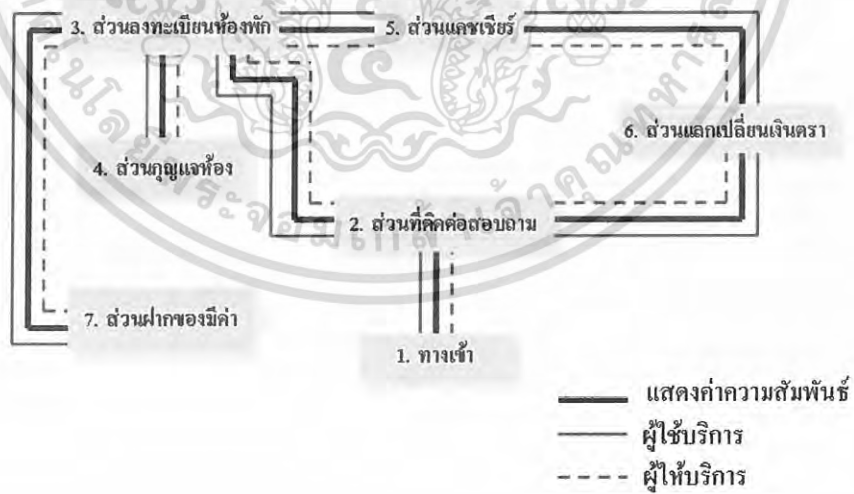 3. ส่วนลงทะเบียนห้องพัก
5. ส่วนแคชเชียร์
6. ส่วนแลกเปลี่ยนเงินตรา
4. ส่วนกุญแจห้อง
2. ส่วนที่ติดต่อสอบถาม
7. ส่วนฝากของมีค่า
1. ทางเข้า
แสดงค่าความสัมพันธ์
ผู้ใช้บริการ
ผู้ให้บริการ